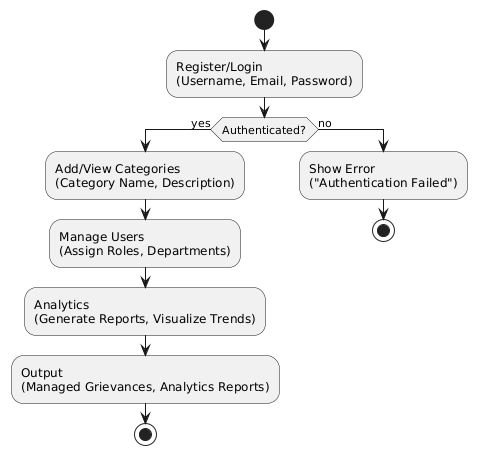 Register/Login
(Username, Email, Password)
Authenticated?
yes
no
Add/View Categories
(Category Name, Description)
Show Error
("Authentication Failed")
Manage Users
(Assign Roles, Departments)
Analytics
(Generate Reports, Visualize Trends)
Output
(Managed Grievances, Analytics Reports)